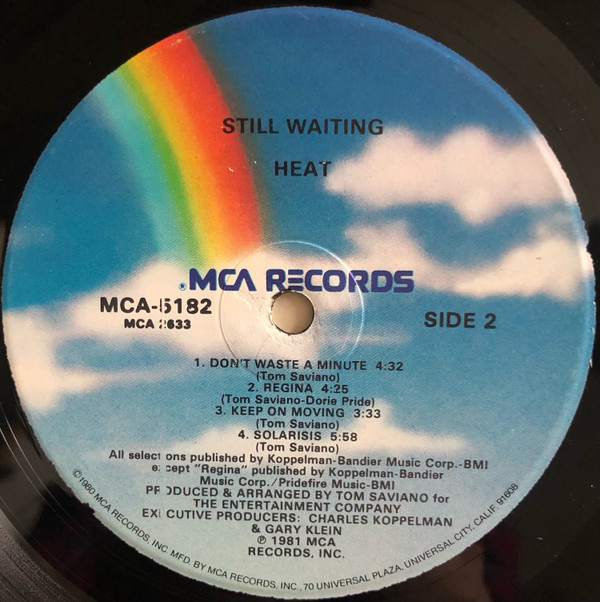 STILL WAITING
HEAT
® MCA RECORDS
MCA-5182
MCA 2633
SIDE 2
1. DON'T WASTE A MINUTE 4:32
(Tom Saviano)
2. REGINA 4:25
(Tom Saviano-Dorie Pride)
3. KEEP ON MOVING 3:33
(Tom Saviano)
4. SOLARISIS 5:58
(Tom Saviano)
All selections published by Koppelman-Bandier Music Corp.-BMI
except "Regina" published by Koppelman-Bandier
Music Corp./Pridefire Music-BMI
PRODUCED & ARRANGED BY TOM SAVIANO for
THE ENTERTAINMENT COMPANY
EXECUTIVE PRODUCERS: CHARLES KOPPELMAN
& GARY KLEIN
℗ 1981 MCA
RECORDS, INC.
©1980 MCA RECORDS, INC. MFD. BY MCA RECORDS, INC., 70 UNIVERSAL PLAZA, UNIVERSAL CITY, CALIF. 91608